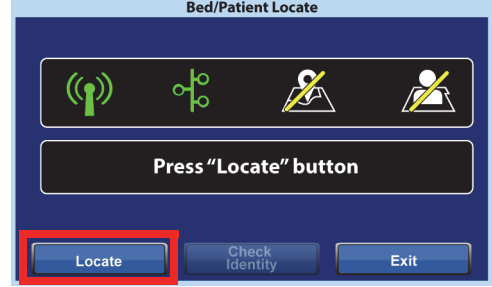 Bed/Patient Locate
Press “Locate” button
Locate
Check
Identity
Exit